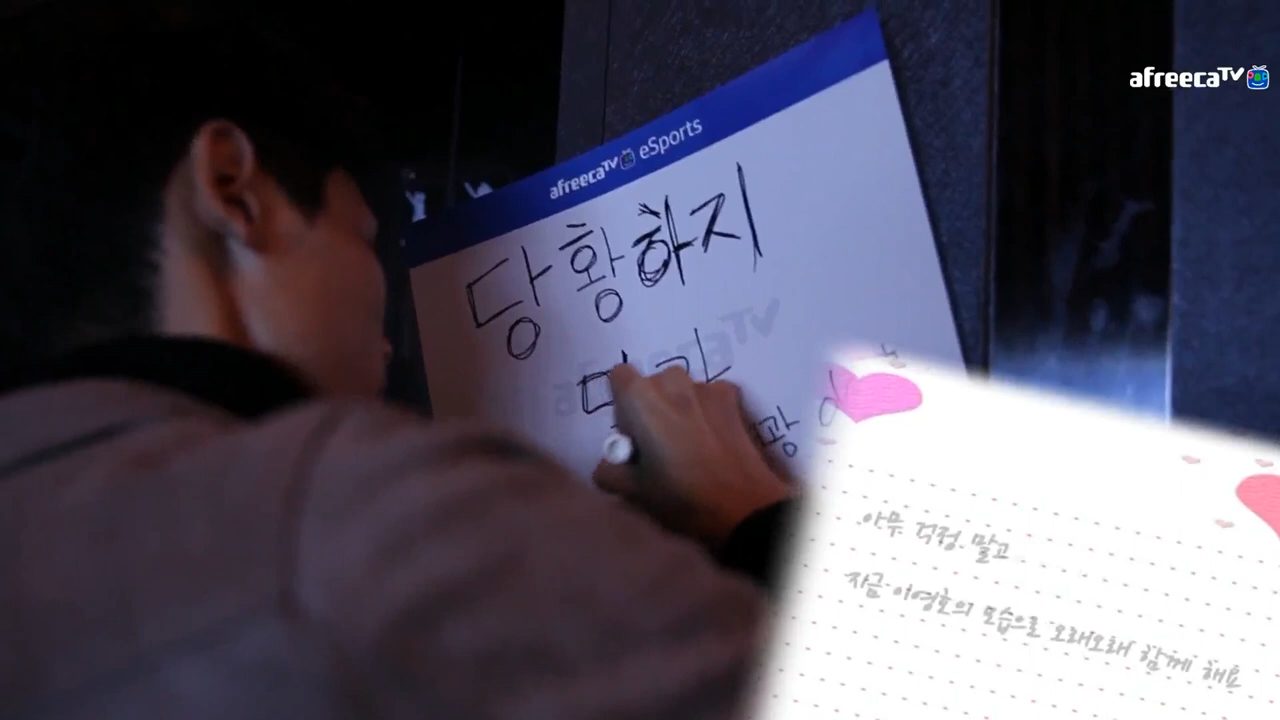 afreecaTV
afreecaTV eSports
당황하지
afreecaTV
아무 걱정 말고
지금 이영호의 모습으로 오래오래 함께 해요